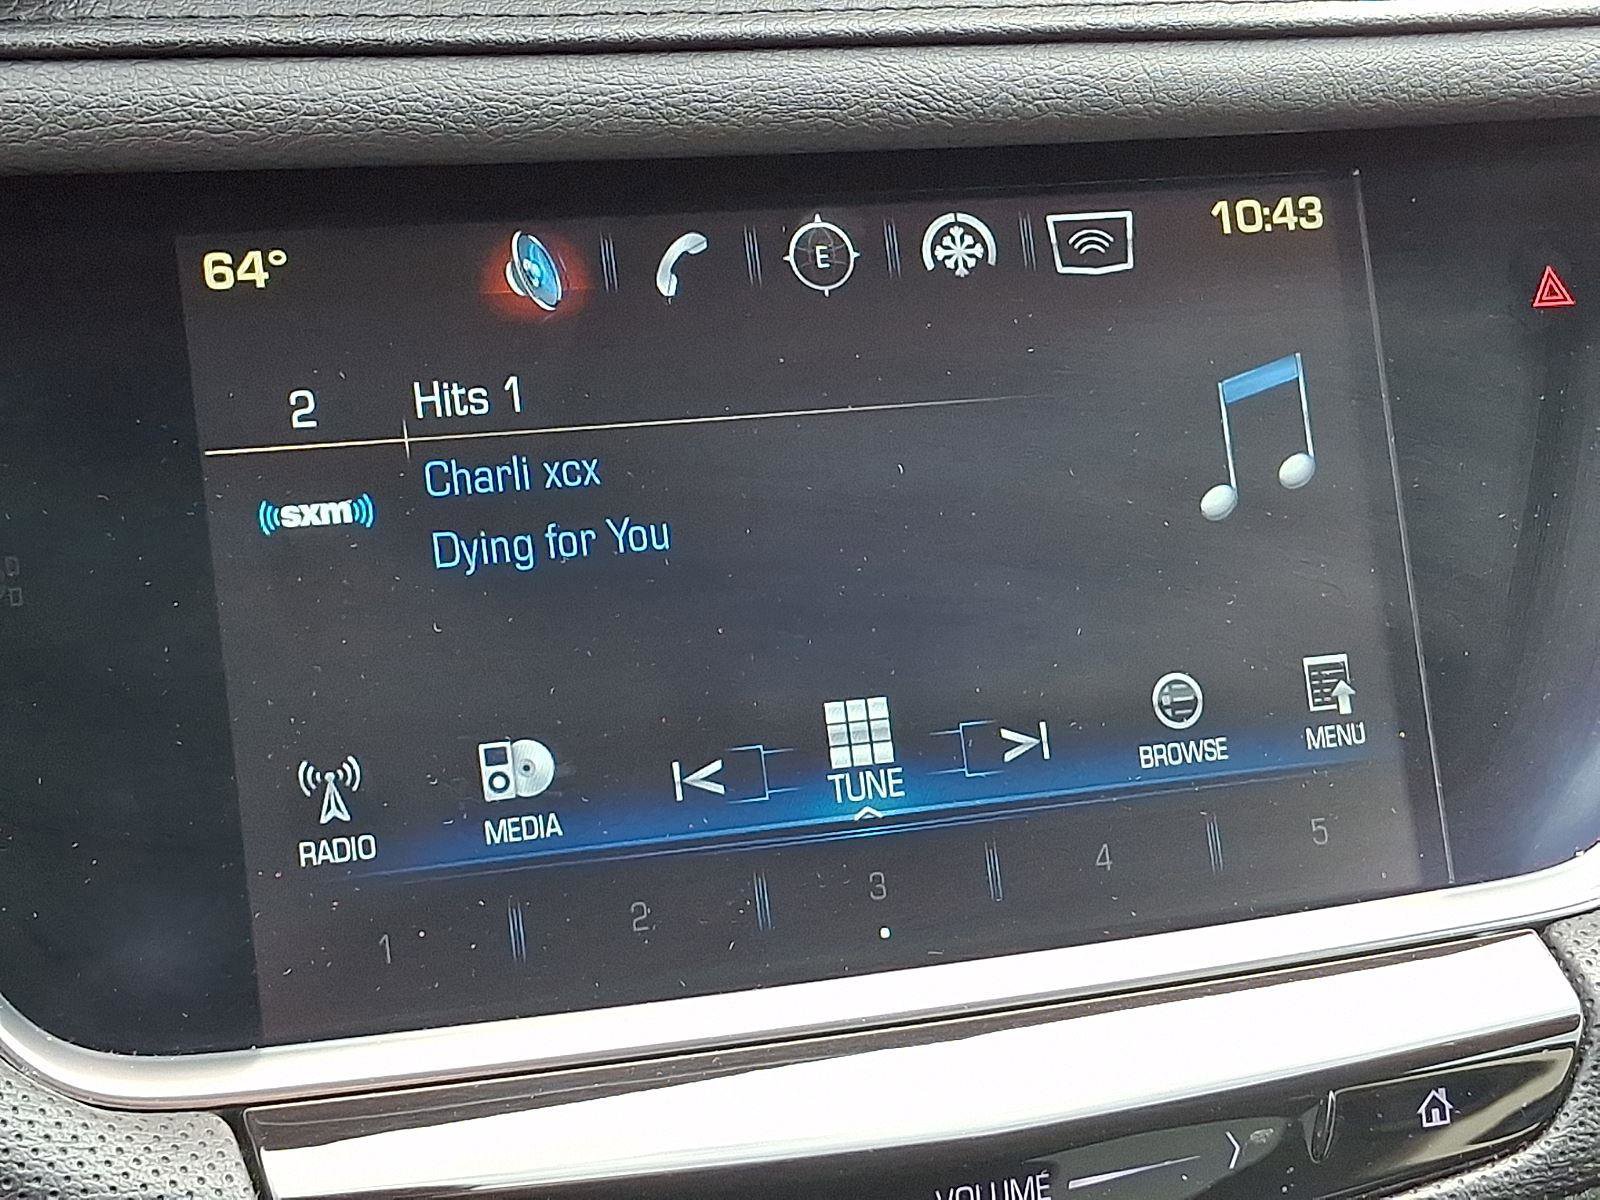 64°
E
10:43
2
Hits 1
Charli xcx
sxm
Dying for You
RADIO
MEDIA
TUNE
BROWSE
MENU
1
2
3
4
5
VOLUME